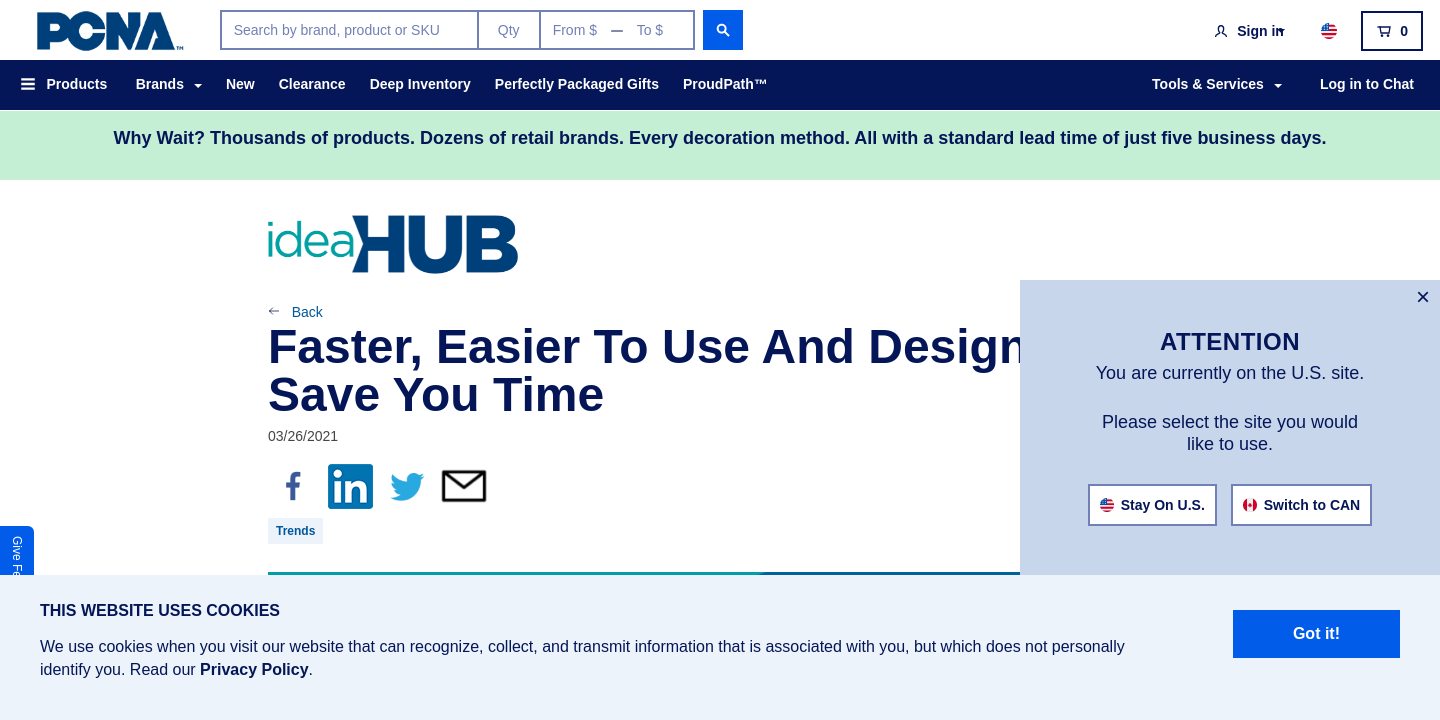 PCNA™
Search by brand, product or SKU
Qty
From $ — To $
Sign in
0
Products
Brands
New
Clearance
Deep Inventory
Perfectly Packaged Gifts
ProudPath™
Tools & Services
Log in to Chat
Why Wait? Thousands of products. Dozens of retail brands. Every decoration method. All with a standard lead time of just five business days.
ideaHUB
Back
Faster, Easier To Use And Design
Save You Time
03/26/2021
Trends
×
ATTENTION
You are currently on the U.S. site.
Please select the site you would
like to use.
Stay On U.S.
Switch to CAN
Give
THIS WEBSITE USES COOKIES
We use cookies when you visit our website that can recognize, collect, and transmit information that is associated with you, but which does not personally
identify you. Read our Privacy Policy.
Got it!